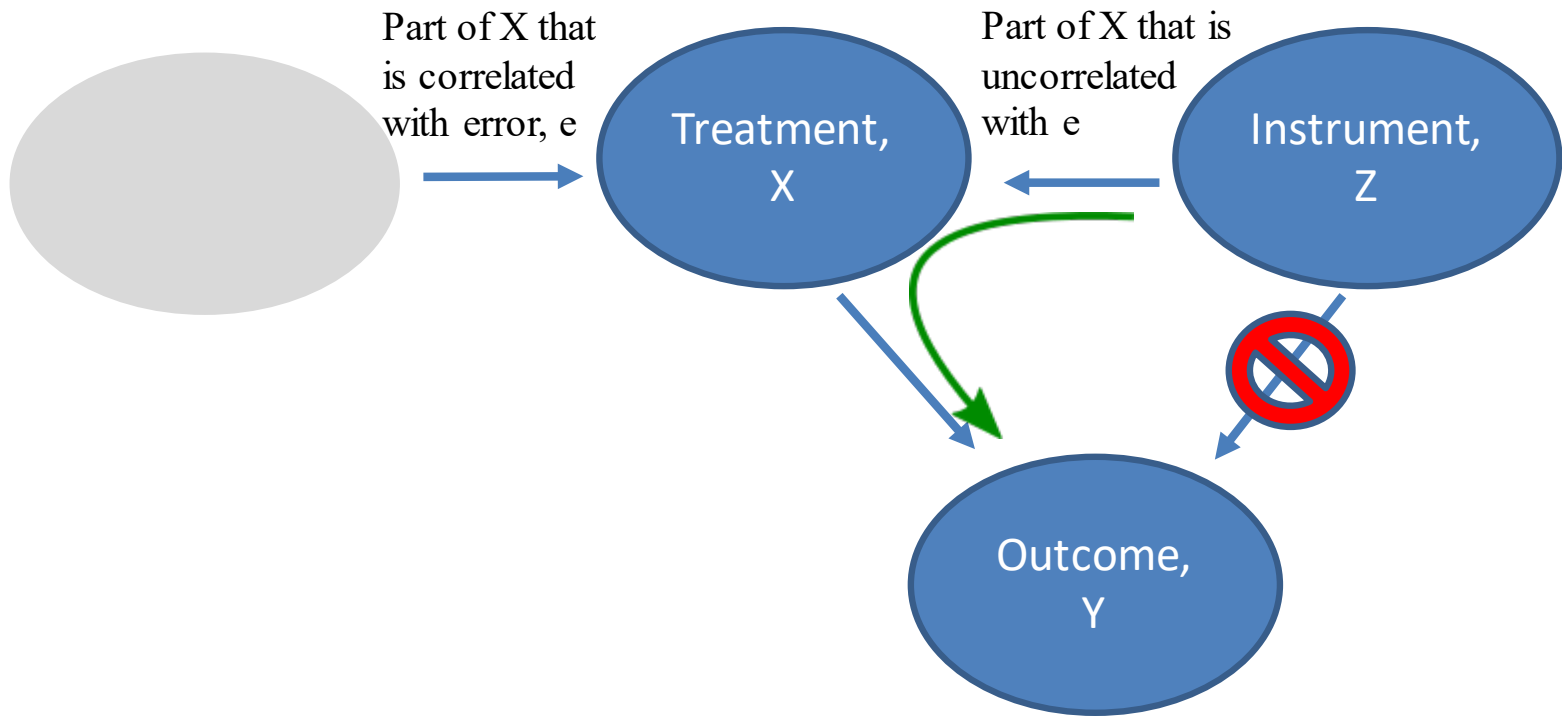 Part of X that
is correlated
with error, e
Treatment,
X
Part of X that is
uncorrelated
with e
Instrument,
Z
Outcome,
Y